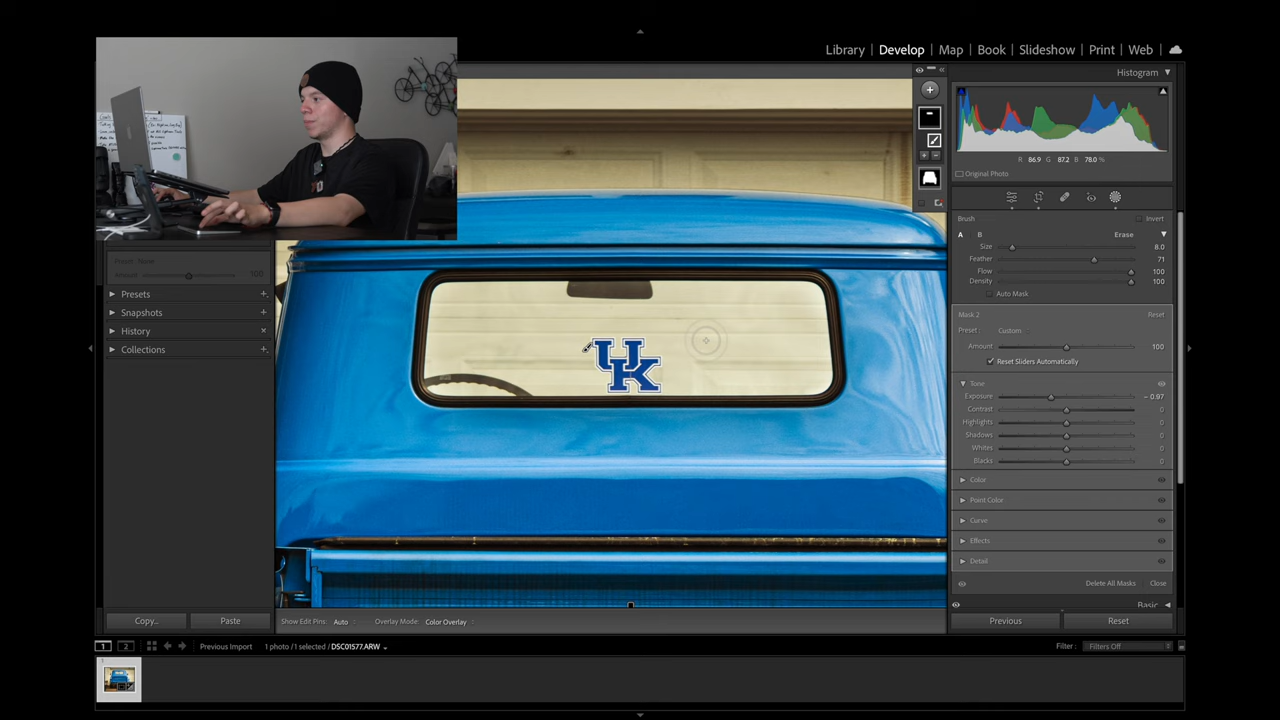 Library | Develop | Map | Book | Slideshow | Print | Web
Histogram
R 86.9 G 87.2 B 78.0 %
Original Photo
Brush
Invert
A B Erase
Size 8.0
Feather 71
Flow 100
Density 100
Auto Mask
Mask 2 Reset
Preset: Custom
Amount 100
Reset Sliders Automatically
Tone
Exposure – 0.97
Contrast 0
Highlights 0
Shadows 0
Whites 0
Blacks 0
Color
Point Color
Curve
Effects
Detail
Delete All Masks Close
Basic
Previous Reset
Preset: None
Amount 100
Presets
Snapshots
History
Collections
Copy... Paste
UK
Show Edit Pins: Auto Overlay Mode: Color Overlay
1 2 Previous Import 1 photo / 1 selected / DSC01577.ARW
Filter: Filters Off